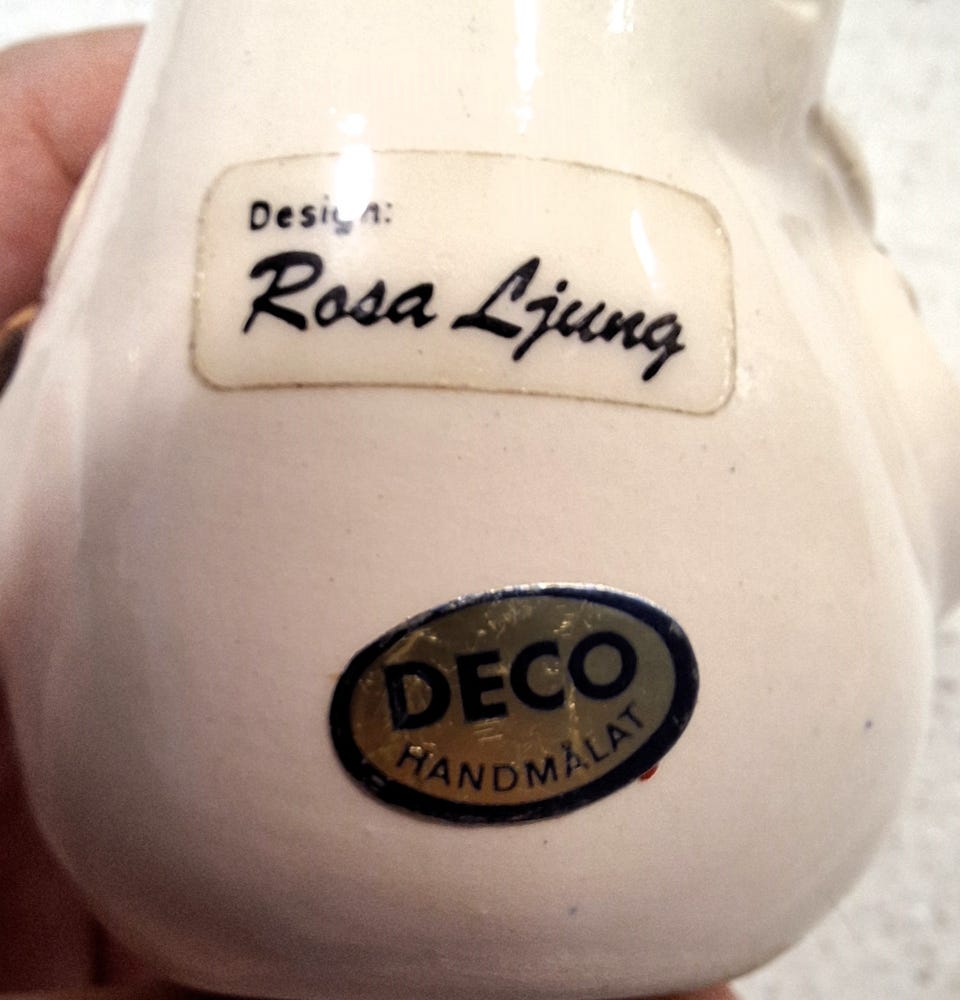 Design:
Rosa Ljung
DECO
HANDMÅLAT